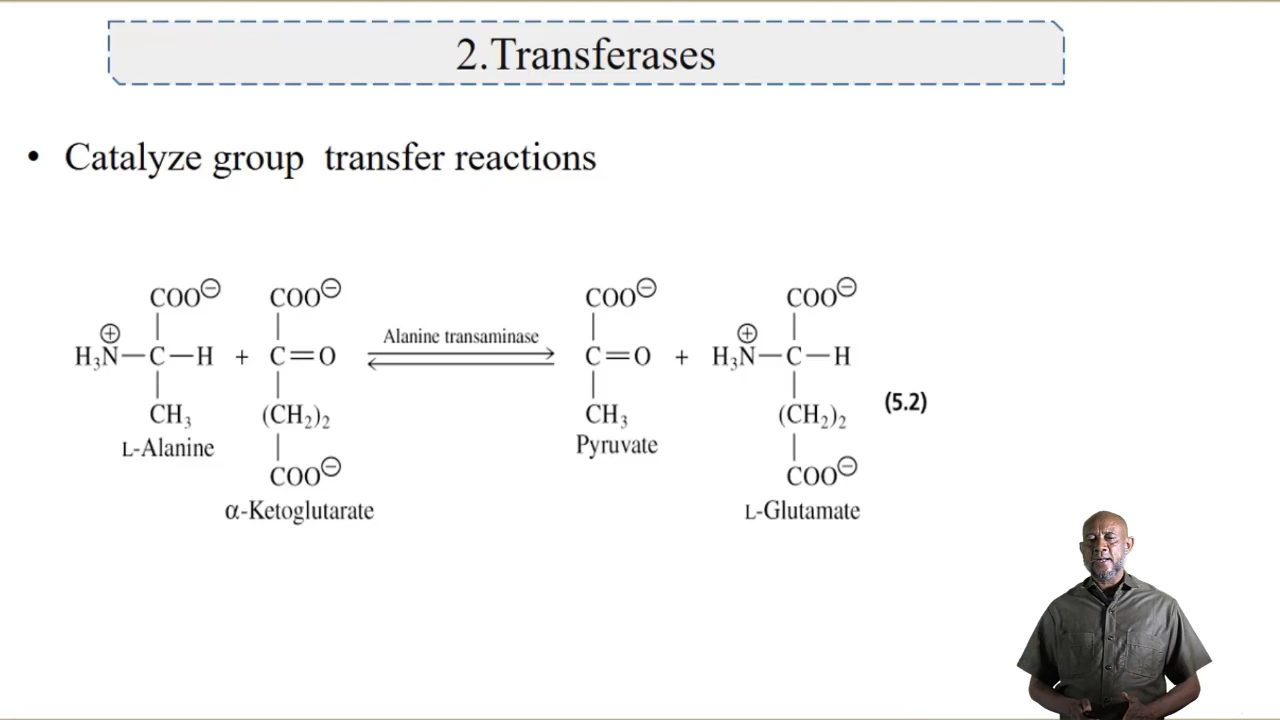 2.Transferases
• Catalyze group transfer reactions
COO⊖ COO⊖ COO⊖ COO⊖
⊕ Alanine transaminase ⊕
H₃N—C—H + C=O C=O + H₃N—C—H
CH₃ (CH₂)₂ CH₃ (CH₂)₂ (5.2)
L-Alanine Pyruvate
COO⊖ COO⊖
α-Ketoglutarate L-Glutamate